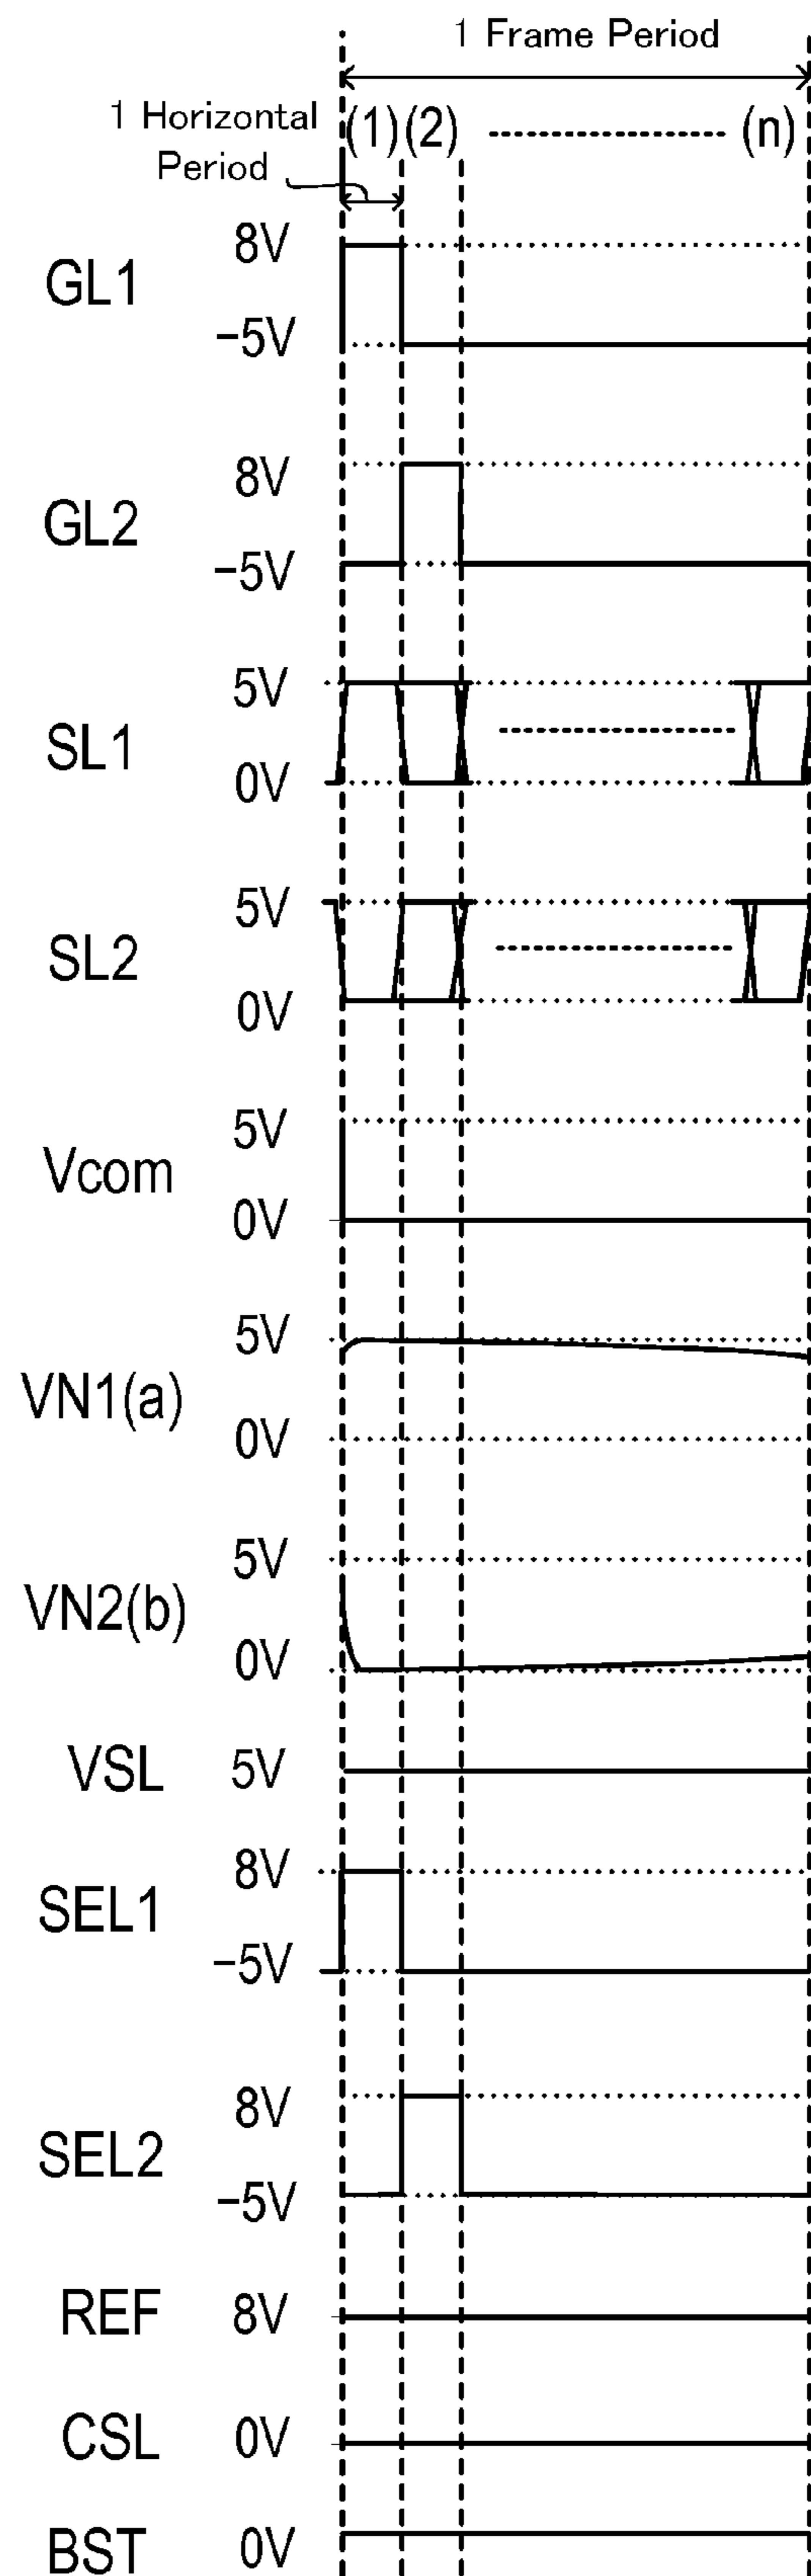 1 Frame Period
1 Horizontal
Period
(1) (2) (n)
GL1
8V
−5V
GL2
8V
−5V
SL1
5V
0V
SL2
5V
0V
Vcom
5V
0V
VN1(a)
5V
0V
VN2(b)
5V
0V
VSL 5V
SEL1
8V
−5V
SEL2
8V
−5V
REF 8V
CSL 0V
BST 0V